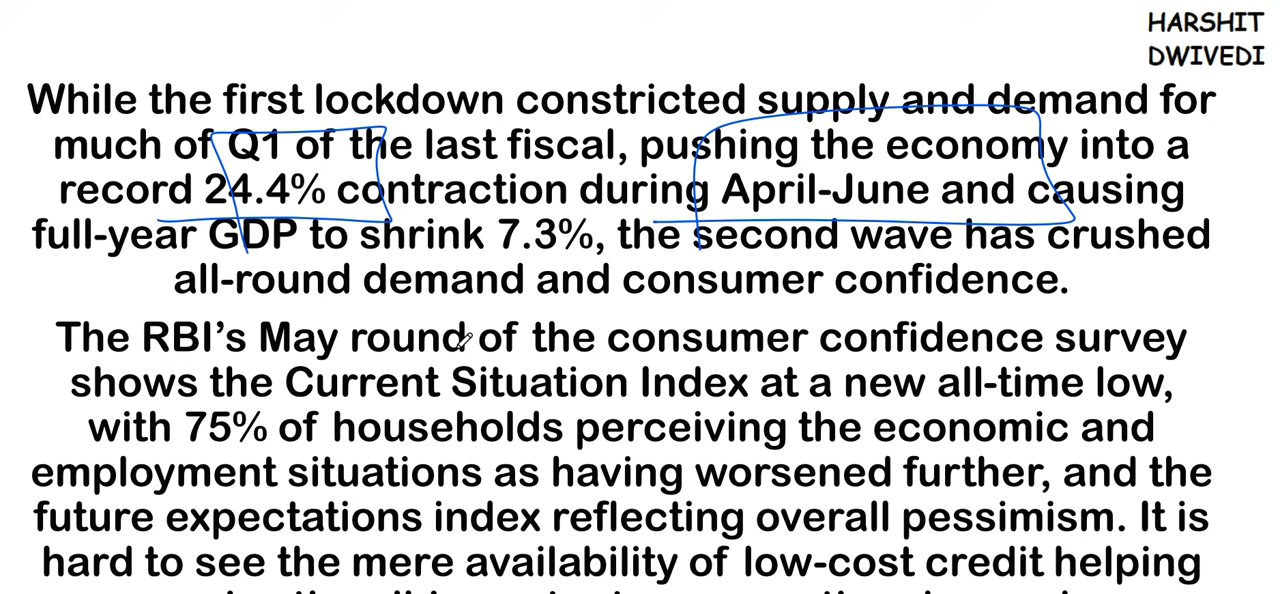 HARSHIT
DWIVEDI
While the first lockdown constricted supply and demand for
much of Q1 of the last fiscal, pushing the economy into a
record 24.4% contraction during April-June and causing
full-year GDP to shrink 7.3%, the second wave has crushed
all-round demand and consumer confidence.
The RBI’s May round of the consumer confidence survey
shows the Current Situation Index at a new all-time low,
with 75% of households perceiving the economic and
employment situations as having worsened further, and the
future expectations index reflecting overall pessimism. It is
hard to see the mere availability of low-cost credit helping